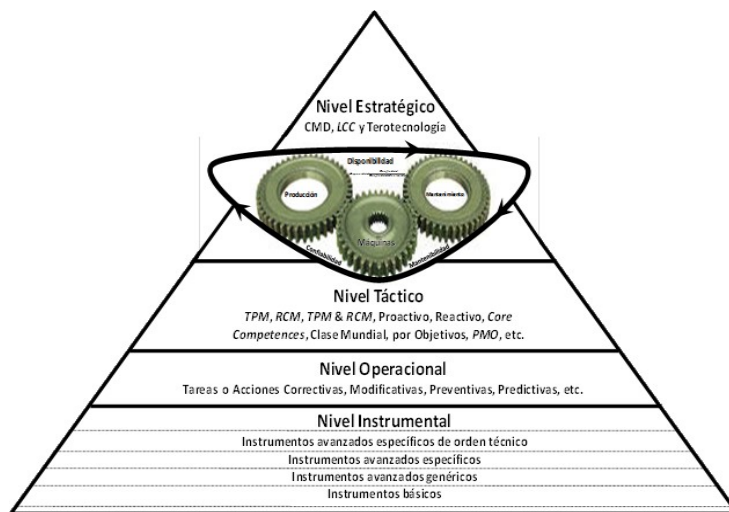 Nivel Estratégico
CMD, LCC y Terotecnología
Disponibilidad
Producción
Mantenimiento
Máquinas
Confiabilidad
Mantenibilidad
Nivel Táctico
TPM, RCM, TPM & RCM, Proactivo, Reactivo, Core
Competences, Clase Mundial, por Objetivos, PMO, etc.
Nivel Operacional
Tareas o Acciones Correctivas, Modificativas, Preventivas, Predictivas, etc.
Nivel Instrumental
Instrumentos avanzados específicos de orden técnico
Instrumentos avanzados específicos
Instrumentos avanzados genéricos
Instrumentos básicos